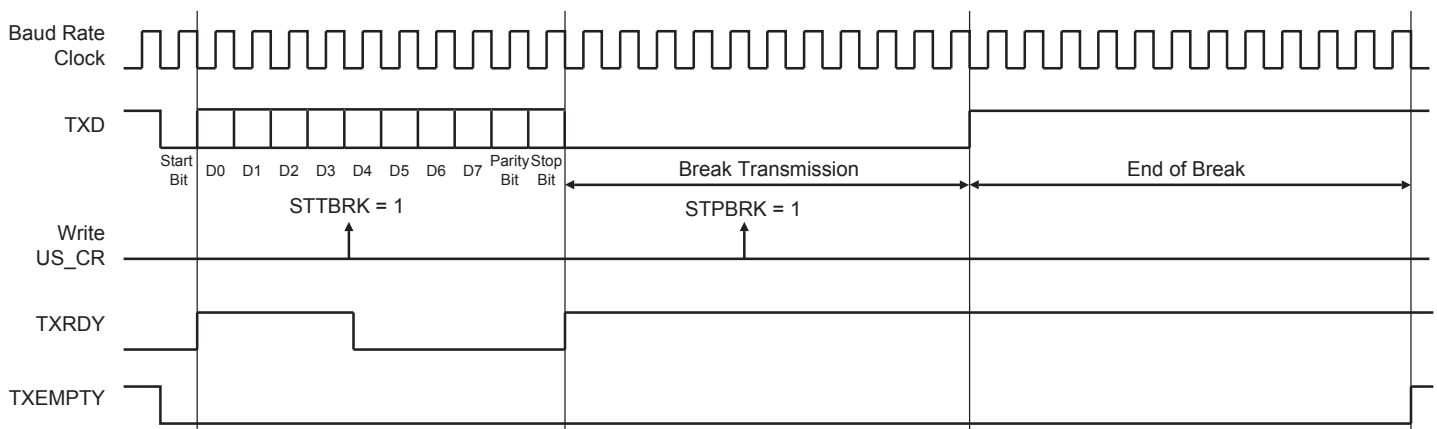 Baud Rate
Clock
TXD
Start
Bit
D0 D1 D2 D3 D4 D5 D6 D7
Parity
Bit
Stop
Bit
Break Transmission
End of Break
STTBRK = 1
STPBRK = 1
Write
US_CR
TXRDY
TXEMPTY